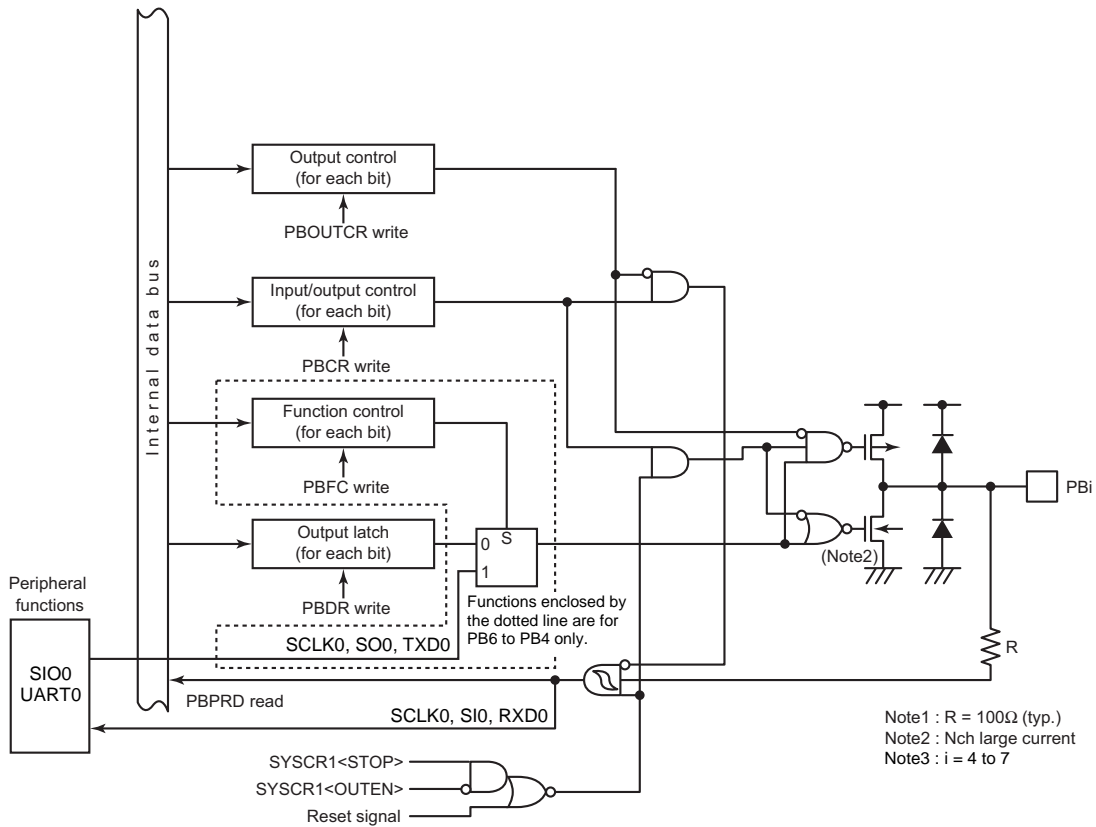 Output control
(for each bit)
PBOUTCR write
Internal data bus
Input/output control
(for each bit)
PBCR write
Function control
(for each bit)
PBFC write
PBi
Output latch
(for each bit)
0
S
1
(Note2)
PBDR write
Functions enclosed by
the dotted line are for
PB6 to PB4 only.
Peripheral
functions
SIO0
UART0
SCLK0, SO0, TXD0
R
PBPRD read
SCLK0, SI0, RXD0
Note1 : R = 100Ω (typ.)
Note2 : Nch large current
Note3 : i = 4 to 7
SYSCR1<STOP>
SYSCR1<OUTEN>
Reset signal